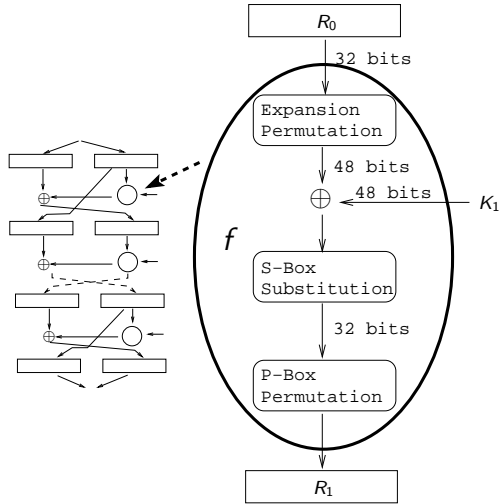 R0
32 bits
Expansion
Permutation
48 bits
48 bits
K1
f
S-Box
Substitution
32 bits
P-Box
Permutation
R1